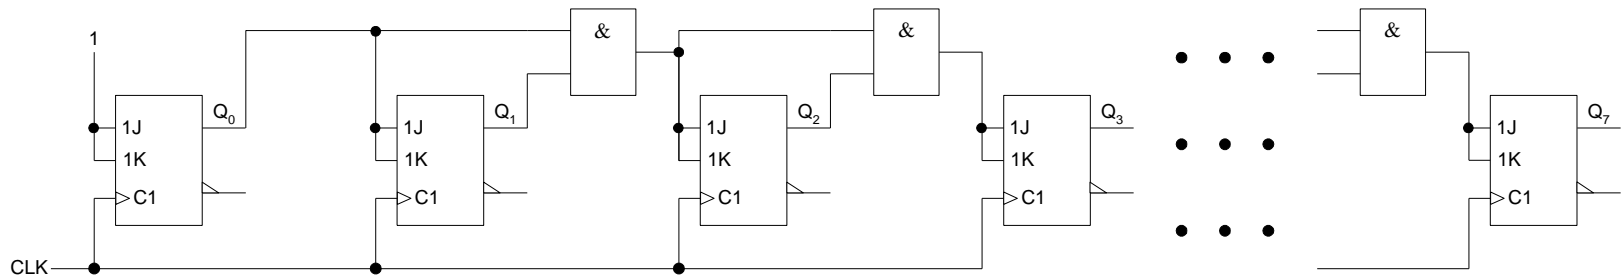 & & &
1
Q0 Q1 Q2 Q3 Q7
1J 1J 1J 1J 1J
1K 1K 1K 1K 1K
C1 C1 C1 C1 C1
CLK